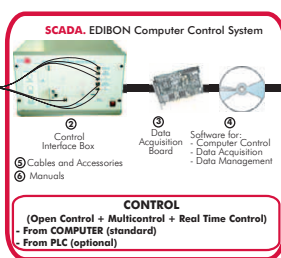 SCADA. EDIBON Computer Control System
②
Control
Interface Box
③
Data
Acquisition
Board
④
Software for:
- Computer Control
- Data Acquisition
- Data Management
⑤ Cables and Accessories
⑥ Manuals
CONTROL
(Open Control + Multicontrol + Real Time Control)
- From COMPUTER (standard)
- From PLC (optional)